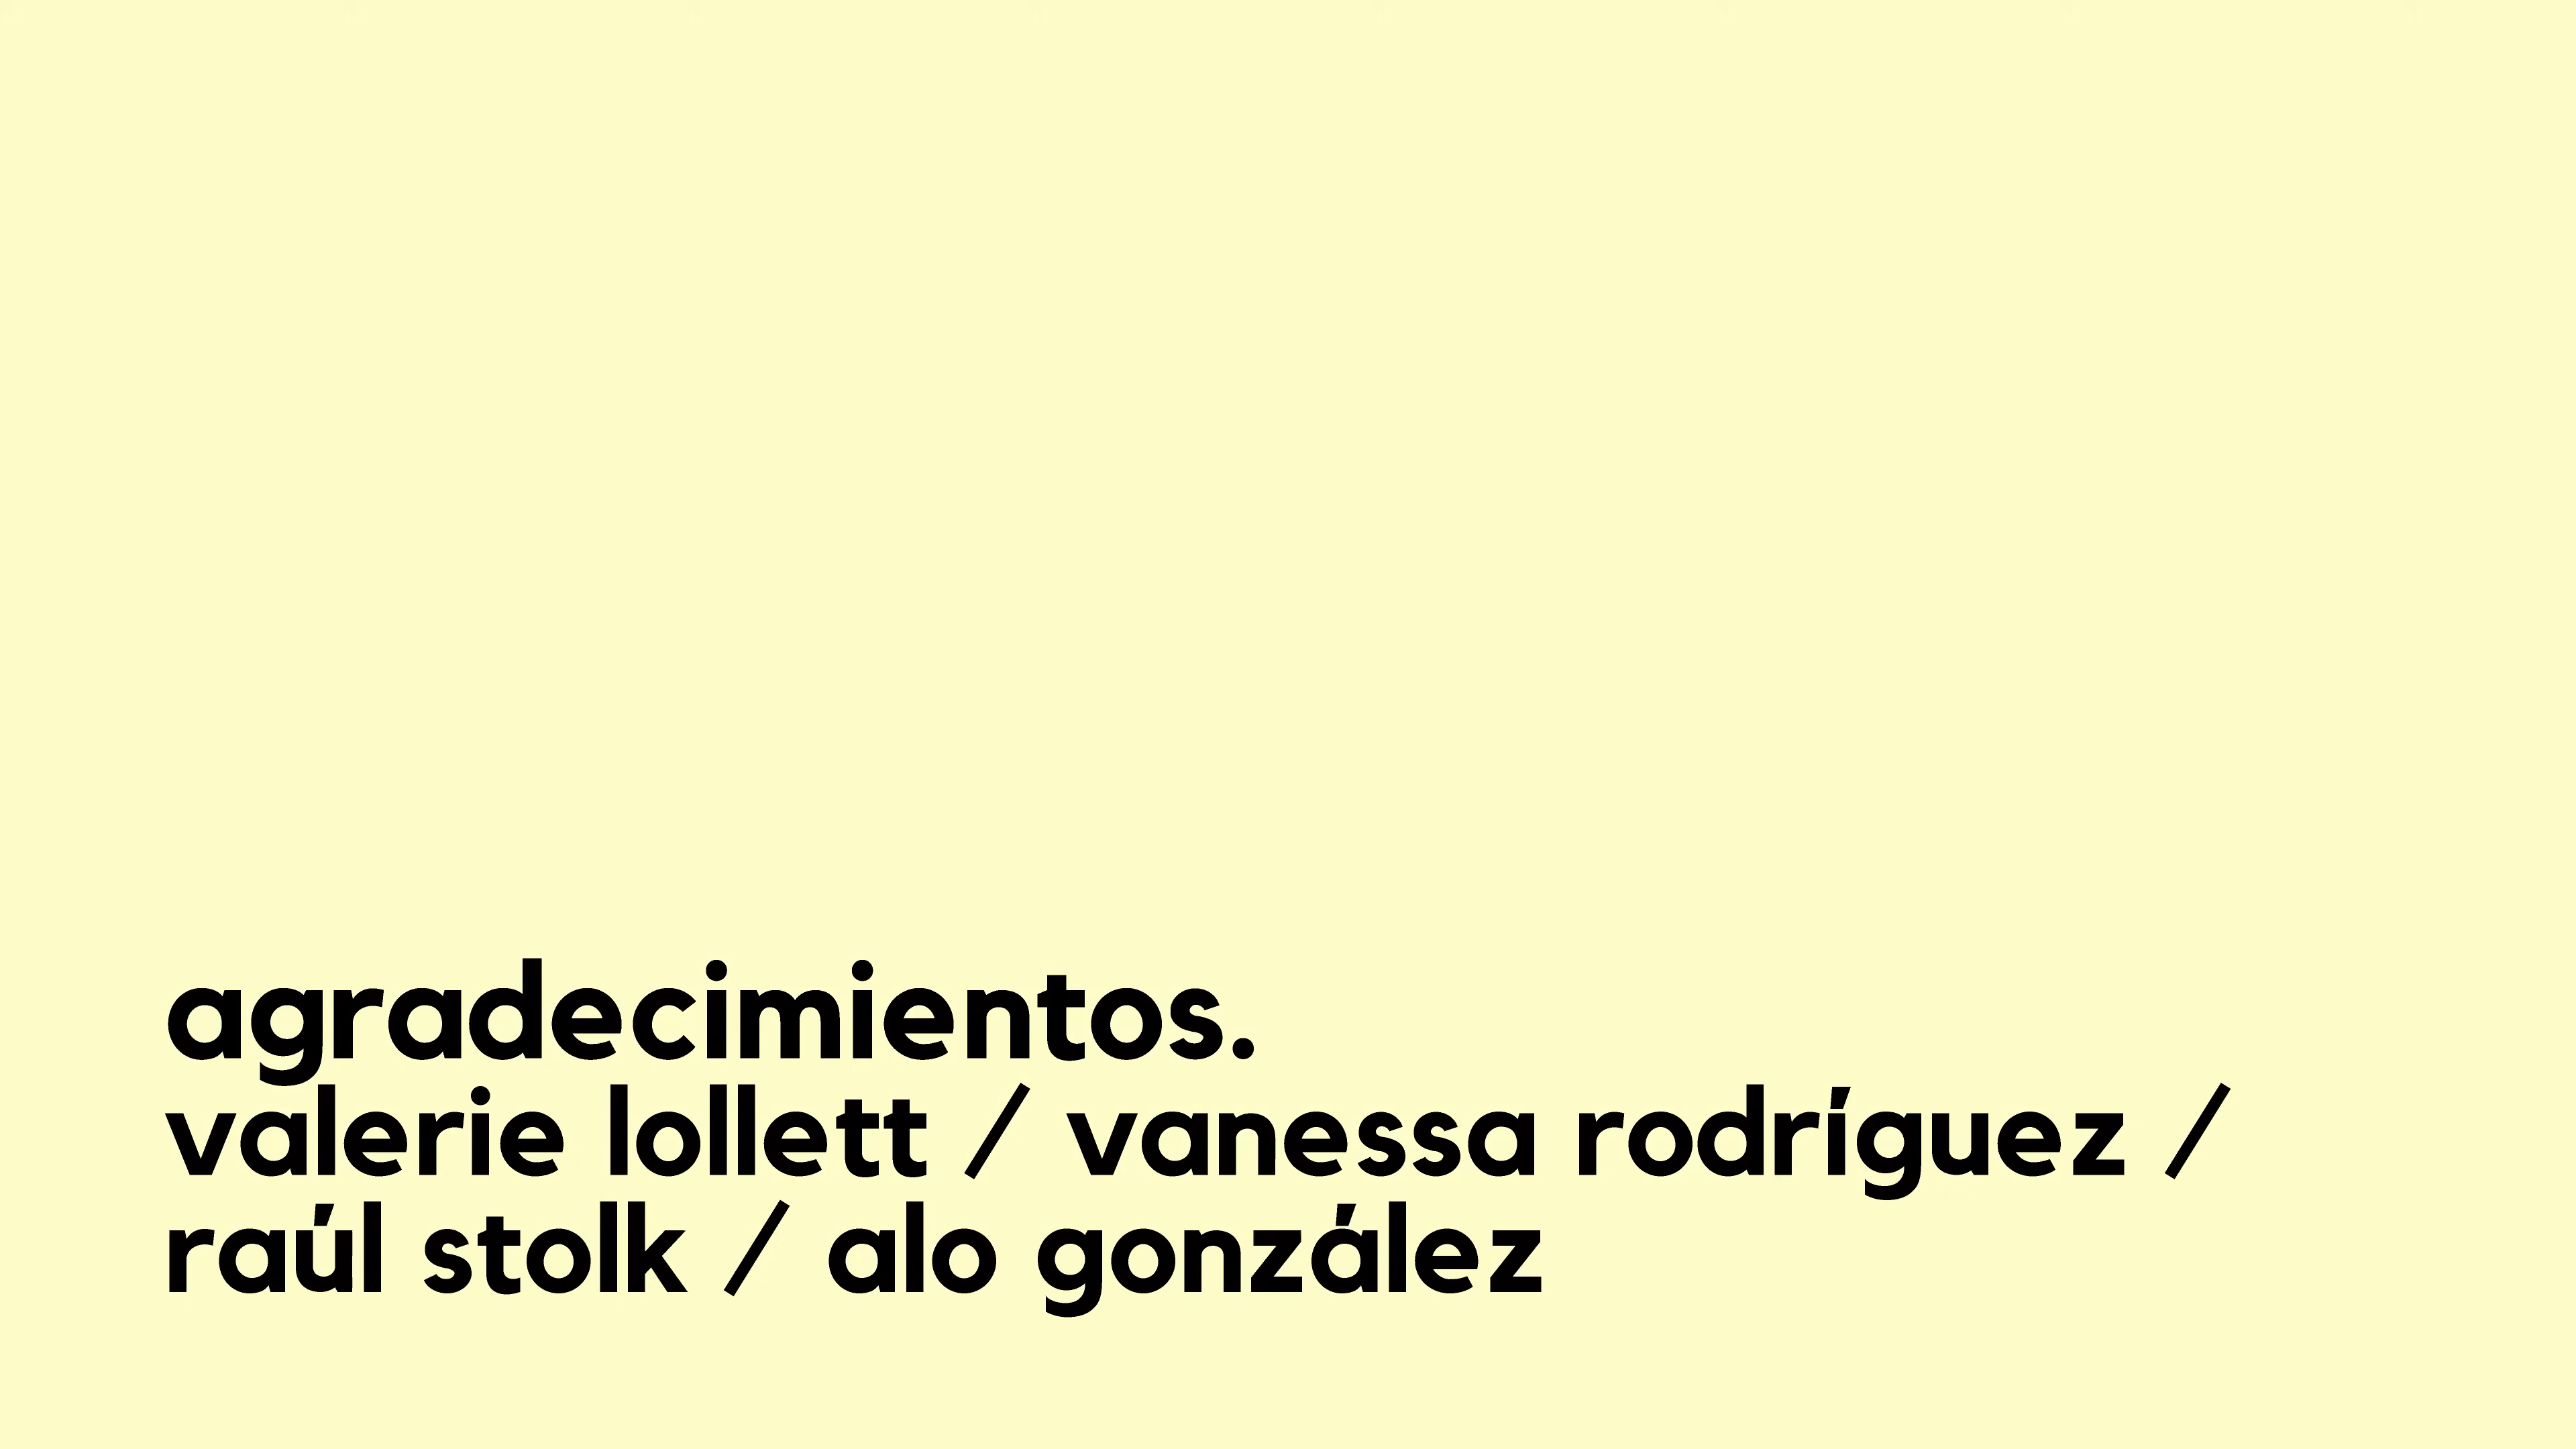 agradecimientos.
valerie lollett / vanessa rodríguez /
raúl stolk / alo gonzález